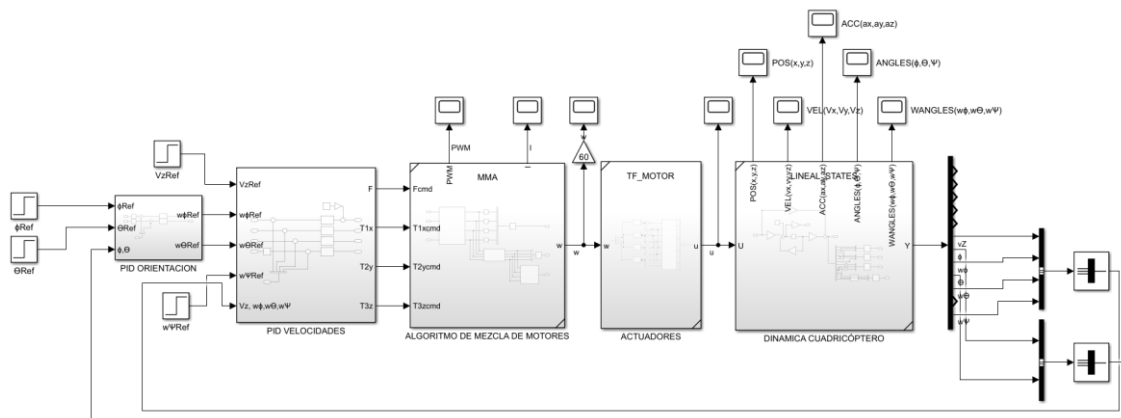 ACC(ax,ay,az)
POS(x,y,z)
ANGLES(ϕ,Θ,Ψ)
VEL(Vx,Vy,Vz)
WANGLES(wϕ,wΘ,wΨ)
PWM
I
w
60
VzRef
ϕRef
ΘRef
wΨRef
ϕRef
ΘRef
ϕ,Θ
wϕRef
wΘRef
PID ORIENTACION
VzRef
wϕRef
wΘRef
wΨRef
Vz, wϕ,wΘ, wΨ
F
T1x
T2y
T3z
PID VELOCIDADES
MMA
PWM
I
Fcmd
T1xcmd
T2ycmd
T3zcmd
w
w
ALGORITMO DE MEZCLA DE MOTORES
TF_MOTOR
w
u
u
ACTUADORES
LINEAL_STATES
POS(x,y,z)
VEL(vx,vy,vz)
ACC(ax,ay,az)
ANGLES(ϕ,Θ,Ψ)
WANGLES(wϕ,wΘ,wΨ)
U
Y
DINAMICA CUADRICÓPTERO
vZ
ϕ
wϕ
Θ
wΘ
wΨ